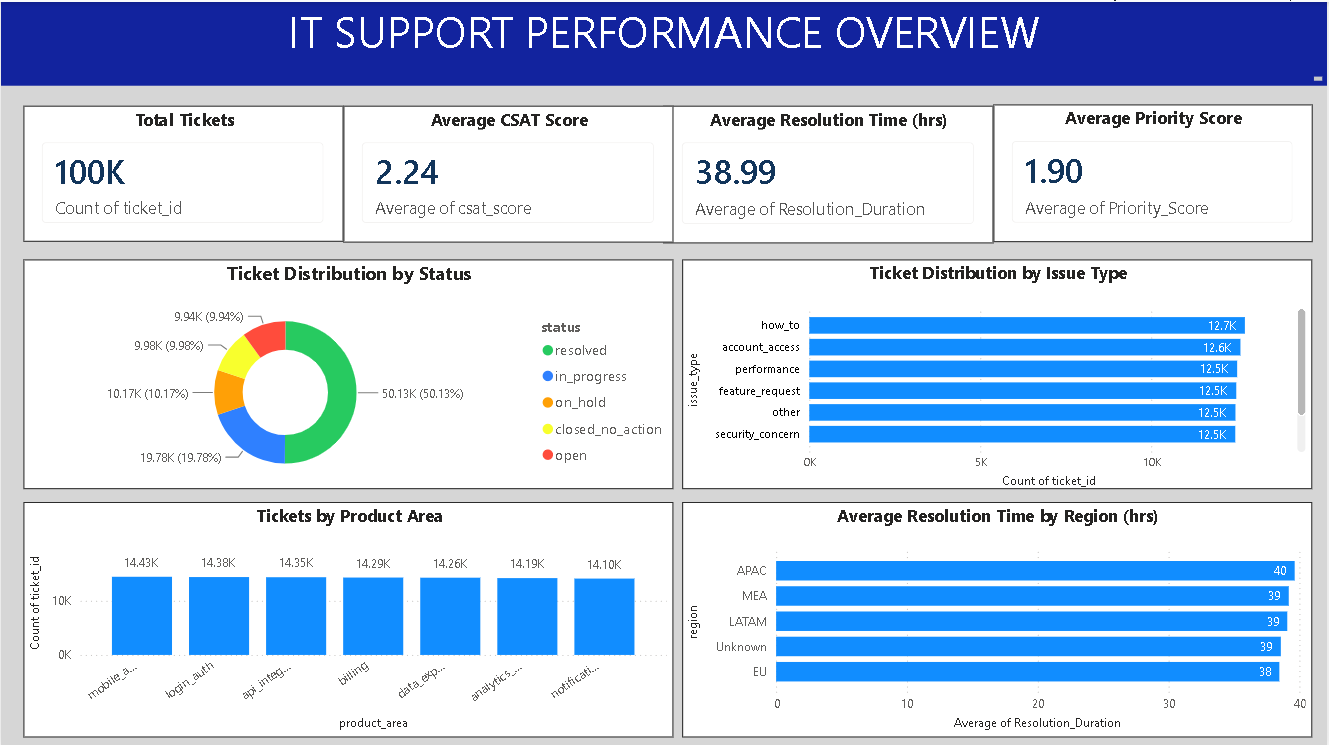 IT SUPPORT PERFORMANCE OVERVIEW
Total Tickets
100K
Count of ticket_id
Average CSAT Score
2.24
Average of csat_score
Average Resolution Time (hrs)
38.99
Average of Resolution_Duration
Average Priority Score
1.90
Average of Priority_Score
Ticket Distribution by Status
9.94K (9.94%)
9.98K (9.98%)
10.17K (10.17%)
19.78K (19.78%)
50.13K (50.13%)
status
resolved
in_progress
on_hold
closed_no_action
open
Ticket Distribution by Issue Type
issue_type
how_to 12.7K
account_access 12.6K
performance 12.5K
feature_request 12.5K
other 12.5K
security_concern 12.5K
0K 5K 10K
Count of ticket_id
Tickets by Product Area
Count of ticket_id
14.43K 14.38K 14.35K 14.29K 14.26K 14.19K 14.10K
10K
0K
mobile_a... login_auth api_integ... billing data_exp... analytics_... notificati...
product_area
Average Resolution Time by Region (hrs)
region
APAC 40
MEA 39
LATAM 39
Unknown 39
EU 38
0 10 20 30 40
Average of Resolution_Duration